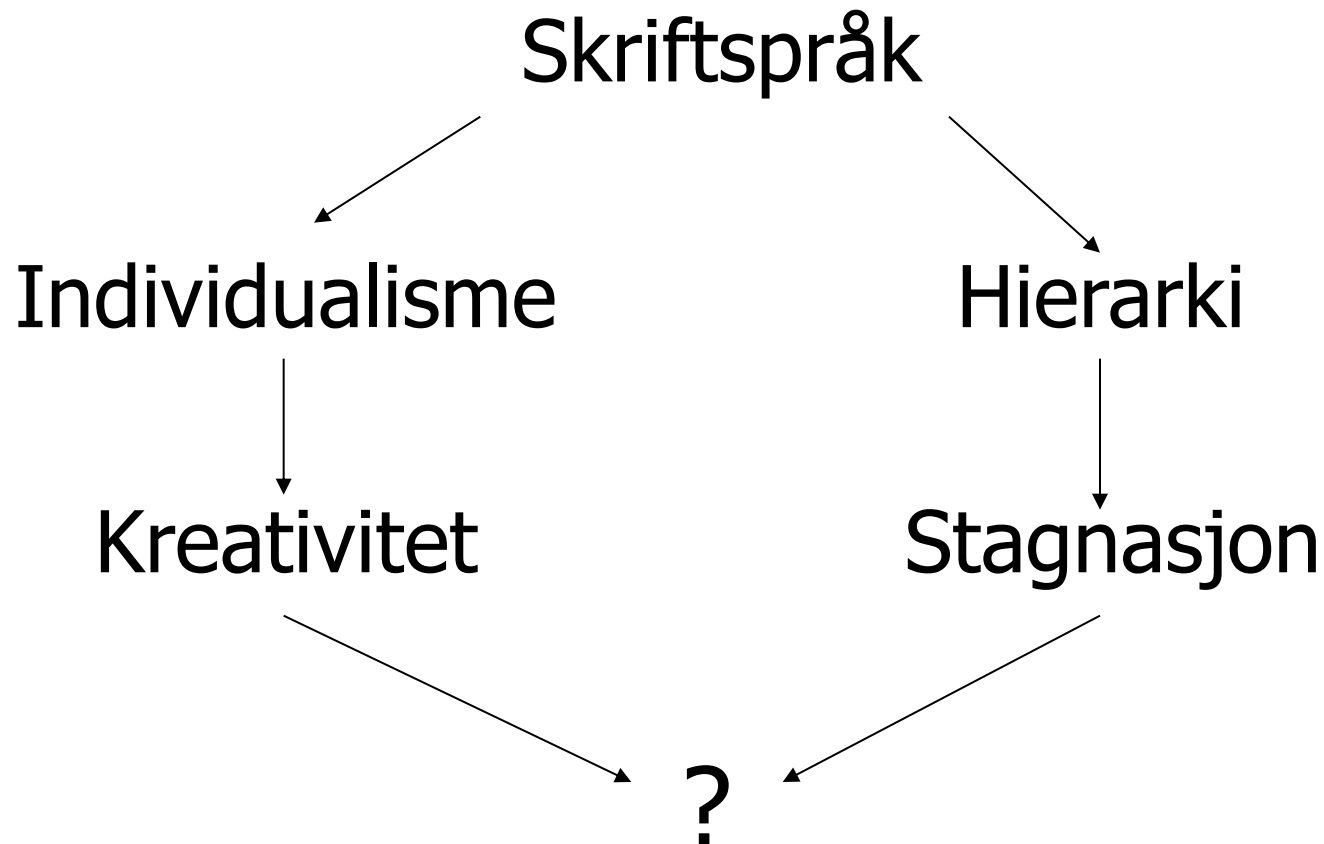 Skriftspråk
Individualisme
Hierarki
Kreativitet
Stagnasjon
?